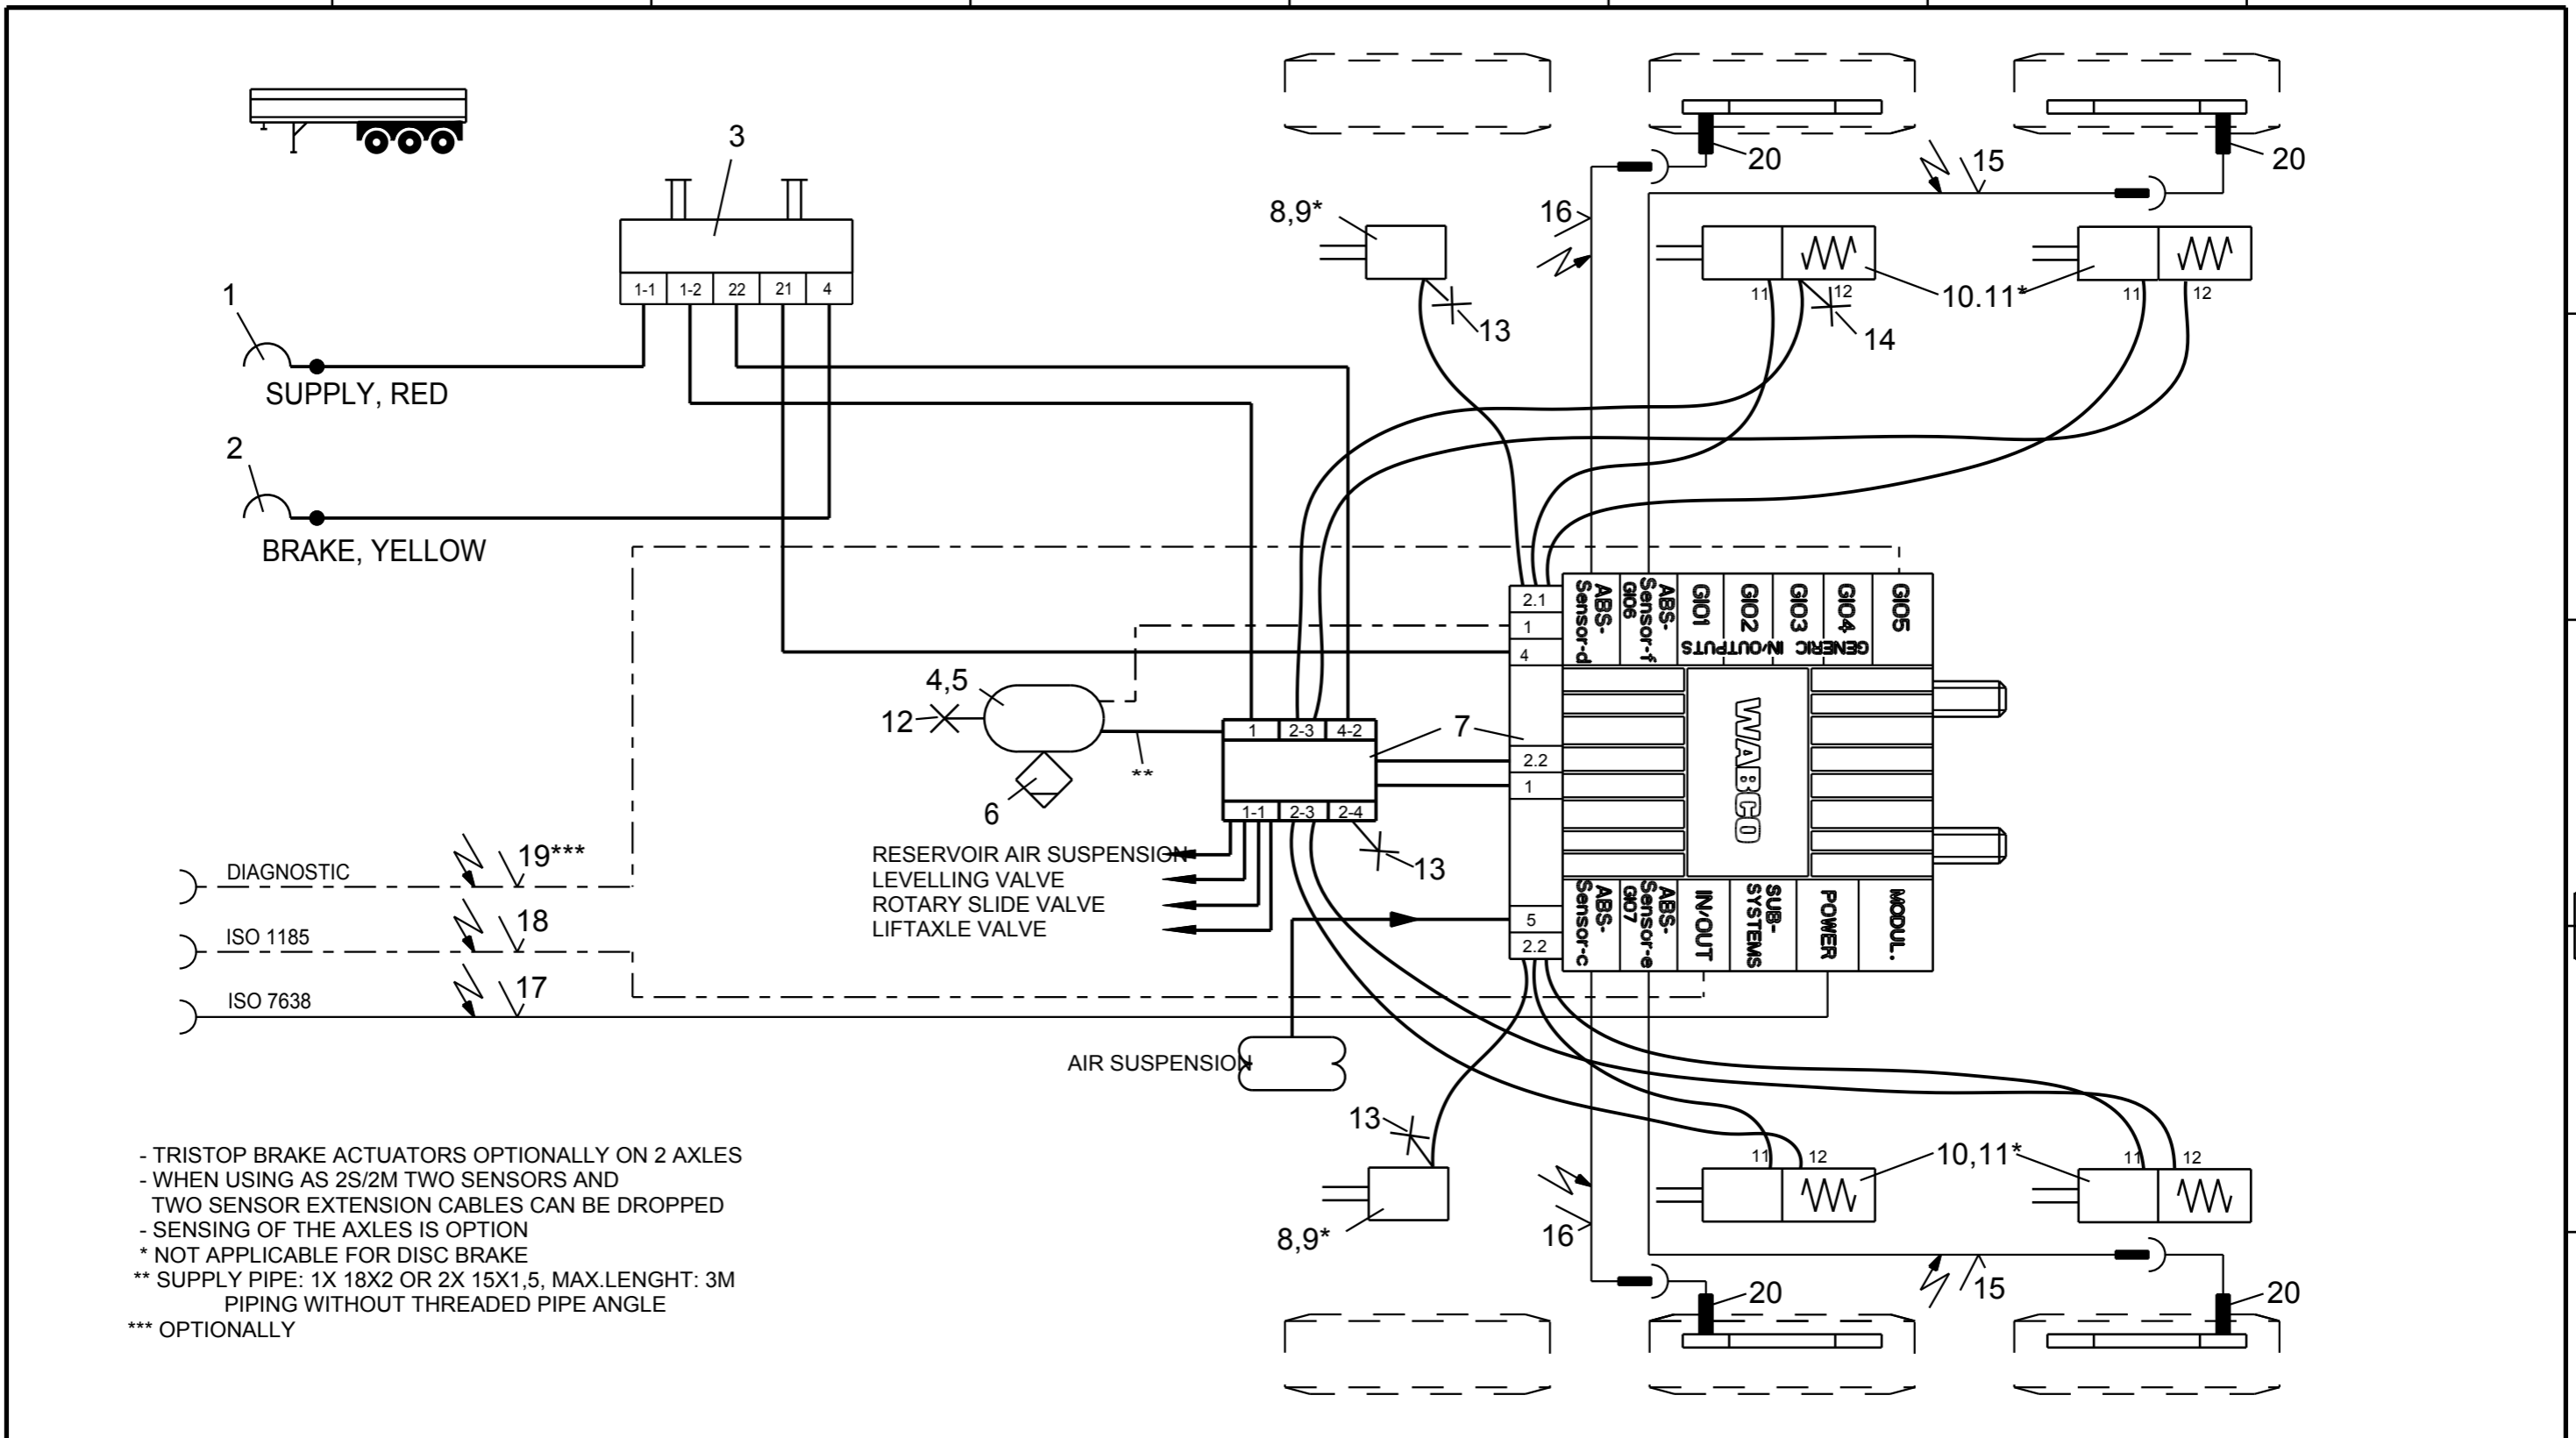 3
20
15
20
8,9*
16
1-1
1-2
22
21
4
11
12
10.11*
11
12
1
13
14
SUPPLY, RED
2
BRAKE, YELLOW
2.1
1
4
ABS-
Sensor-d
ABS-
Sensor-f
GIO6
GIO1
GIO2
GIO3
GIO4
GIO5
GENERIC IN/OUTPUTS
4,5
12
1
2-3
4-2
7
2.2
1
WABCO
**
6
1-1
2-3
2-4
13
RESERVOIR AIR SUSPENSION
LEVELLING VALVE
ROTARY SLIDE VALVE
LIFTAXLE VALVE
DIAGNOSTIC
19***
ISO 1185
18
ISO 7638
17
5
2.2
ABS-
Sensor-c
ABS-
Sensor-e
GIO7
IN/OUT
SUB-
SYSTEMS
POWER
MODUL.
AIR SUSPENSION
13
8,9*
16
11
12
10,11*
11
12
20
15
20
- TRISTOP BRAKE ACTUATORS OPTIONALLY ON 2 AXLES
- WHEN USING AS 2S/2M TWO SENSORS AND
TWO SENSOR EXTENSION CABLES CAN BE DROPPED
- SENSING OF THE AXLES IS OPTION
* NOT APPLICABLE FOR DISC BRAKE
** SUPPLY PIPE: 1X 18X2 OR 2X 15X1,5, MAX.LENGHT: 3M
PIPING WITHOUT THREADED PIPE ANGLE
*** OPTIONALLY